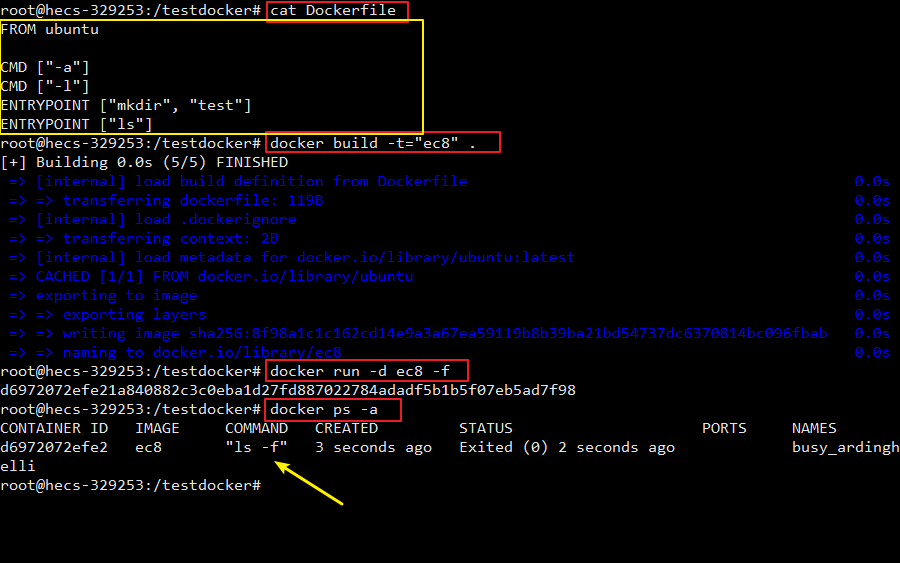 root@hecs-329253:/testdocker# cat Dockerfile
FROM ubuntu
CMD ["-a"]
CMD ["-l"]
ENTRYPOINT ["mkdir", "test"]
ENTRYPOINT ["ls"]
root@hecs-329253:/testdocker# docker build -t="ec8" .
[+] Building 0.0s (5/5) FINISHED
=> [internal] load build definition from Dockerfile 0.0s
=> => transferring dockerfile: 119B 0.0s
=> [internal] load .dockerignore 0.0s
=> => transferring context: 2B 0.0s
=> [internal] load metadata for docker.io/library/ubuntu:latest 0.0s
=> CACHED [1/1] FROM docker.io/library/ubuntu 0.0s
=> exporting to image 0.0s
=> => exporting layers 0.0s
=> => writing image sha256:8f98a1c1c162cd14e9a3a67ea59119b8b39ba21bd54737dc6370814bc096fbab 0.0s
=> => naming to docker.io/library/ec8 0.0s
root@hecs-329253:/testdocker# docker run -d ec8 -f
d6972072efe21a840882c3c0eba1d27fd887022784adadf5b1b5f07eb5ad7f98
root@hecs-329253:/testdocker# docker ps -a
CONTAINER ID IMAGE COMMAND CREATED STATUS PORTS NAMES
d6972072efe2 ec8 "ls -f" 3 seconds ago Exited (0) 2 seconds ago busy_ardingh
elli
root@hecs-329253:/testdocker#